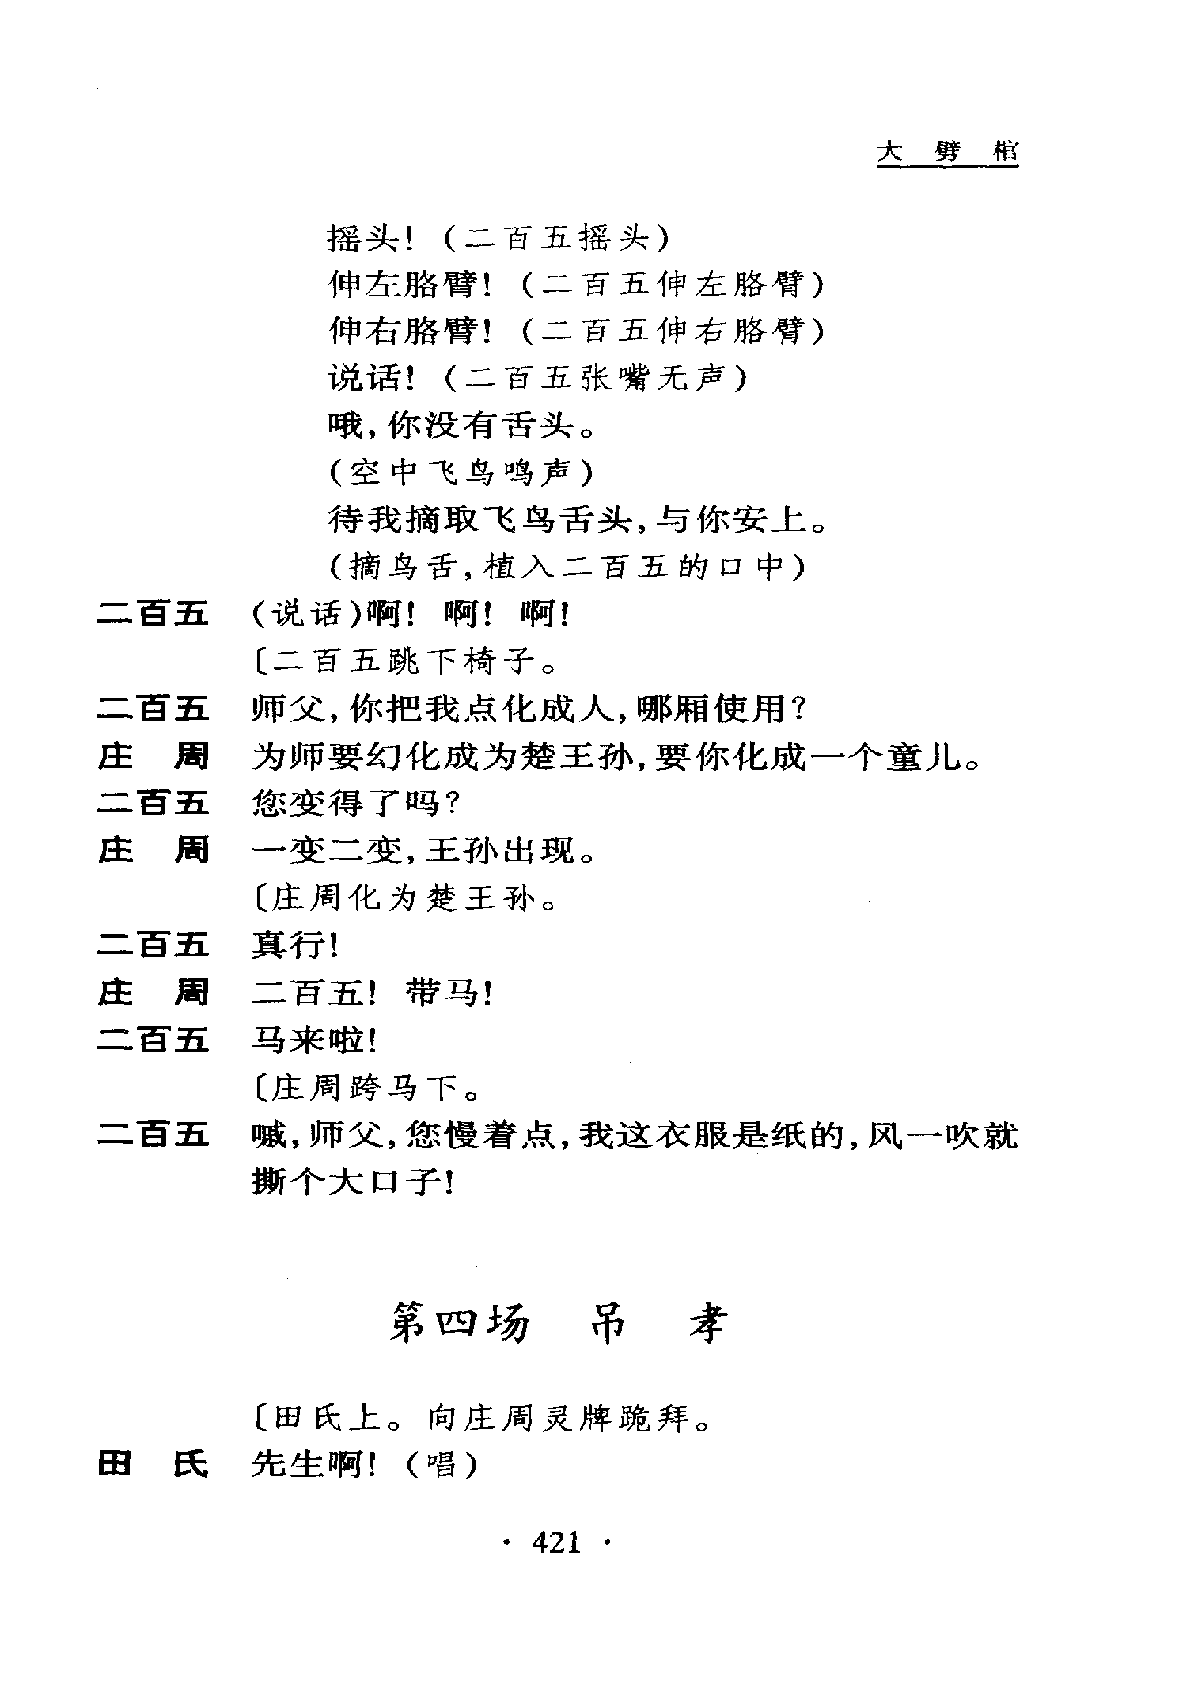 大 劈 棺
摇头!(二百五摇头)
伸左胳臂!(二百五伸左胳臂)
伸右胳臂!(二百五伸右胳臂)
说话!(二百五张嘴无声)
哦,你没有舌头。
(空中飞鸟鸣声)
待我摘取飞鸟舌头,与你安上。
(摘鸟舌,植入二百五的口中)
二百五 (说话)啊! 啊! 啊!
〔二百五跳下椅子。
二百五 师父,你把我点化成人,哪厢使用?
庄 周 为师要幻化成为楚王孙,要你化成一个童儿。
二百五 您变得了吗?
庄 周 一变二变,王孙出现。
〔庄周化为楚王孙。
二百五 真行!
庄 周 二百五! 带马!
二百五 马来啦!
〔庄周跨马下。
二百五 嘁,师父,您慢着点,我这衣服是纸的,风一吹就
撕个大口子!
第四场 吊 孝
〔田氏上。向庄周灵牌跪拜。
田 氏 先生啊!(唱)
· 421 ·